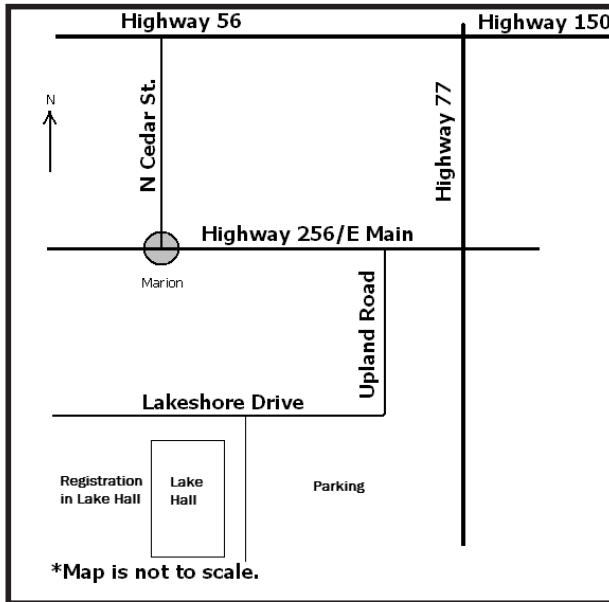 Highway 56
Highway 150
N
N Cedar St.
Highway 77
Highway 256/E Main
Marion
Upland Road
Lakeshore Drive
Registration
in Lake Hall
Lake
Hall
Parking
*Map is not to scale.